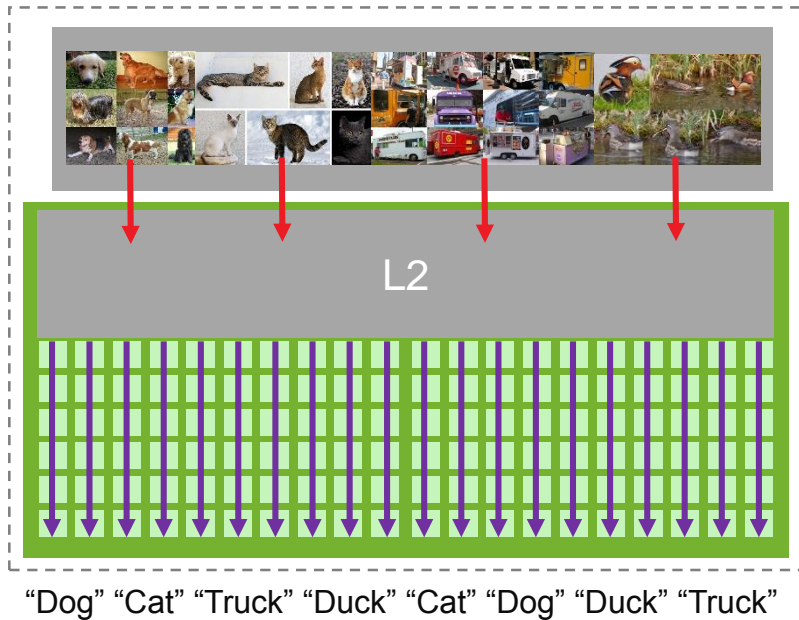 L2
“Dog” “Cat” “Truck” “Duck” “Cat” “Dog” “Duck” “Truck”